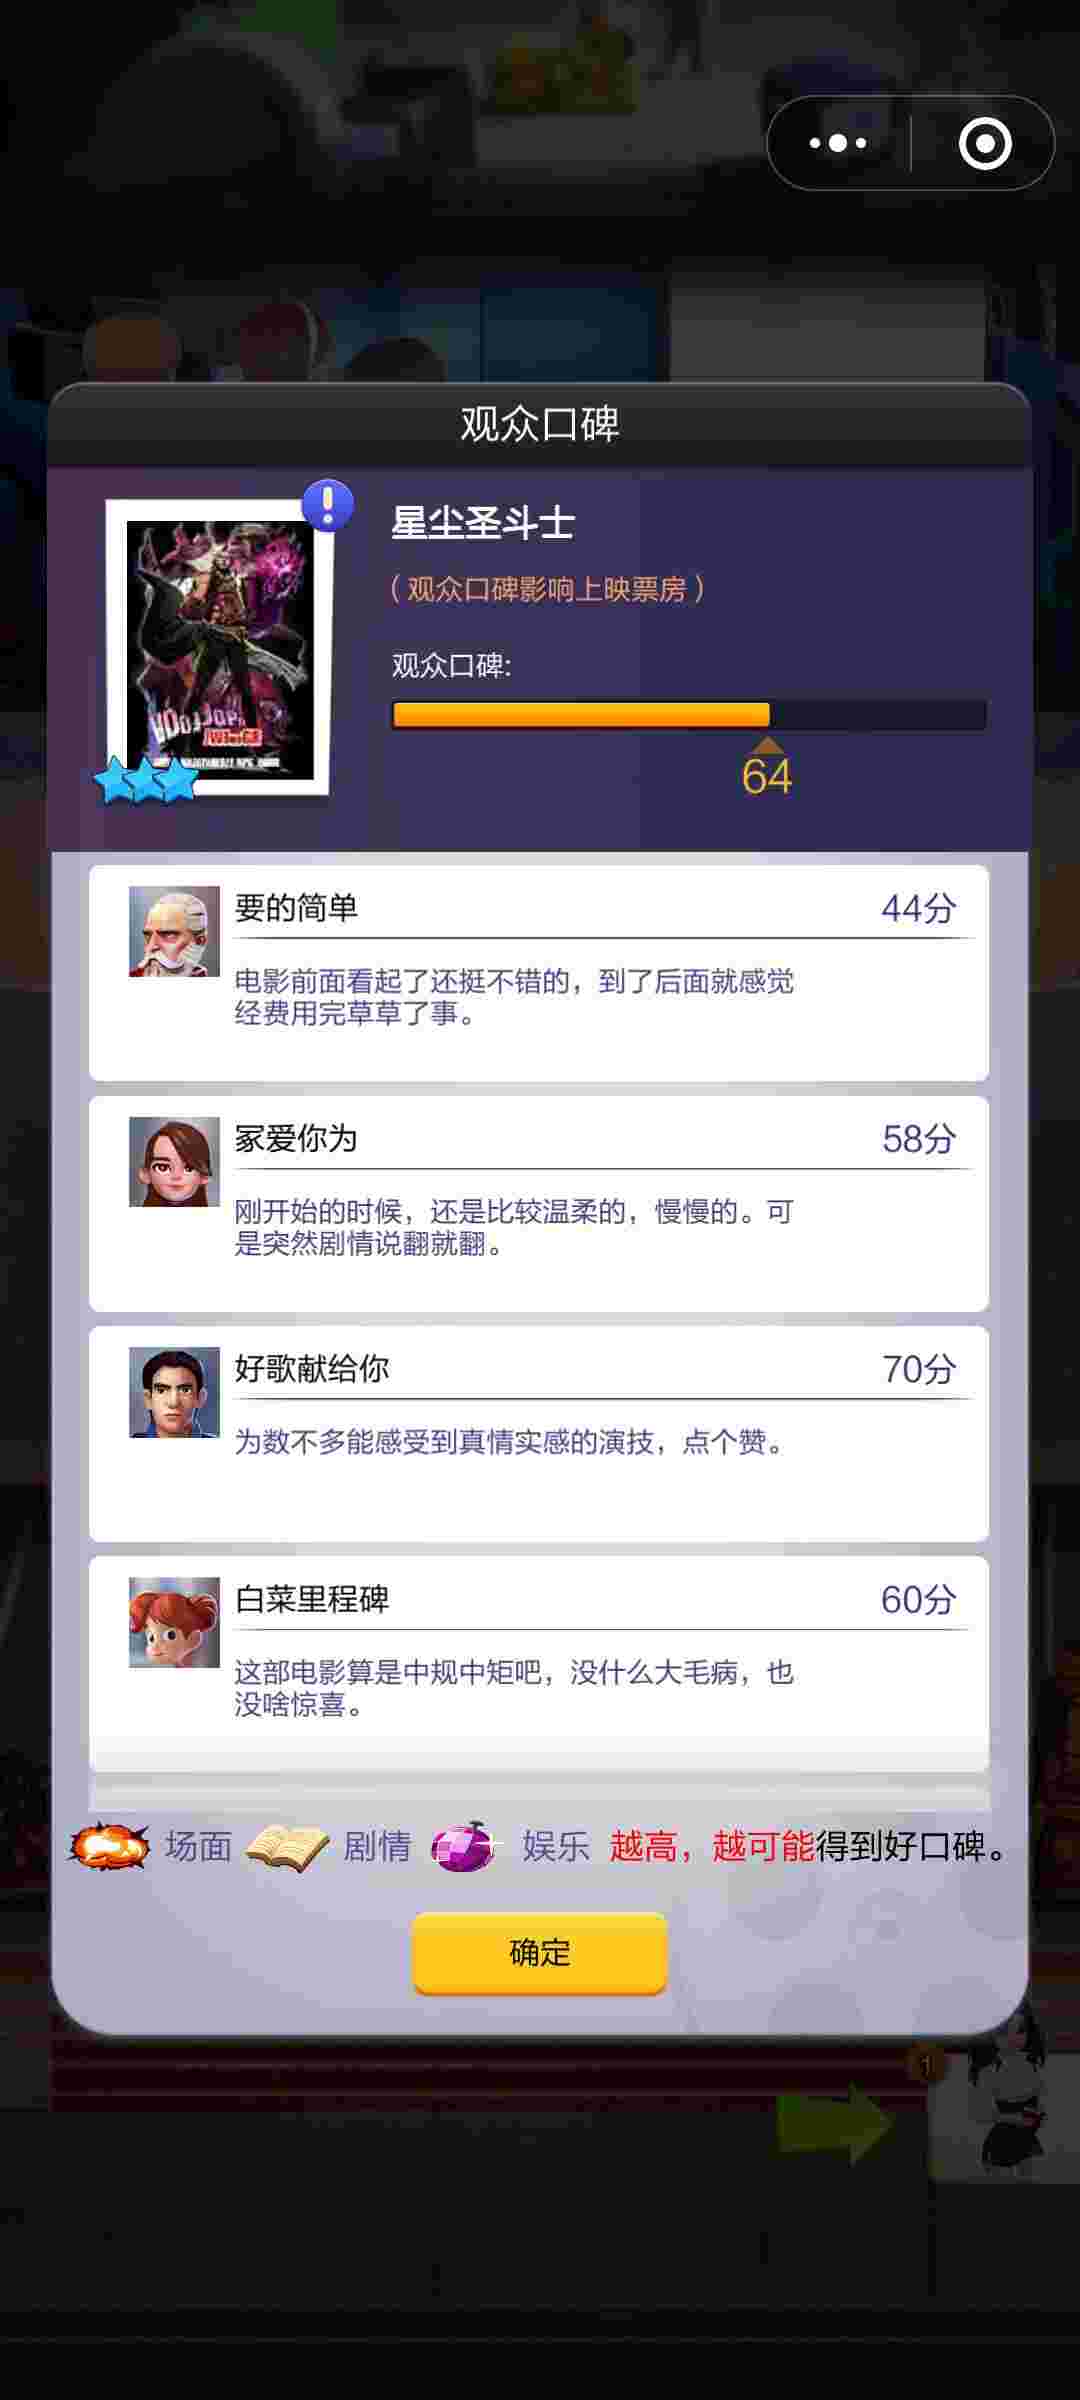 观众口碑
星尘圣斗士
（观众口碑影响上映票房）
观众口碑:
64
要的简单
44分
电影前面看起了还挺不错的，到了后面就感觉
经费用完草草了事。
冢爱你为
58分
刚开始的时候，还是比较温柔的，慢慢的。可
是突然剧情说翻就翻。
好歌献给你
70分
为数不多能感受到真情实感的演技，点个赞。
白菜里程碑
60分
这部电影算是中规中矩吧，没什么大毛病，也
没啥惊喜。
场面 剧情 娱乐 越高，越可能得到好口碑。
确定
1